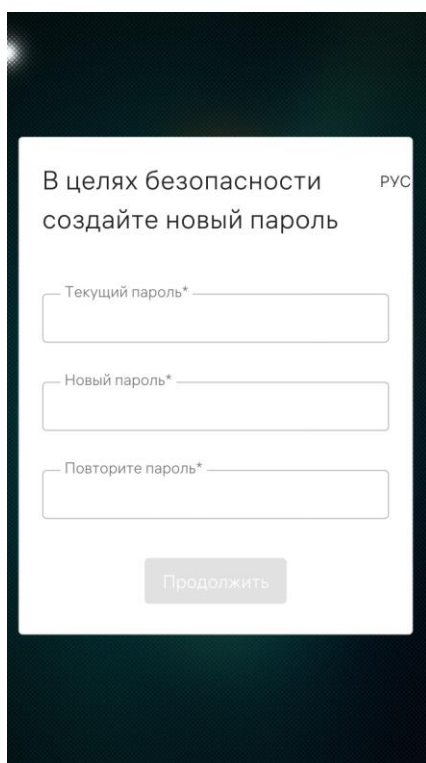 В целях безопасности
РУС
создайте новый пароль
Текущий пароль*
Новый пароль*
Повторите пароль*
Продолжить